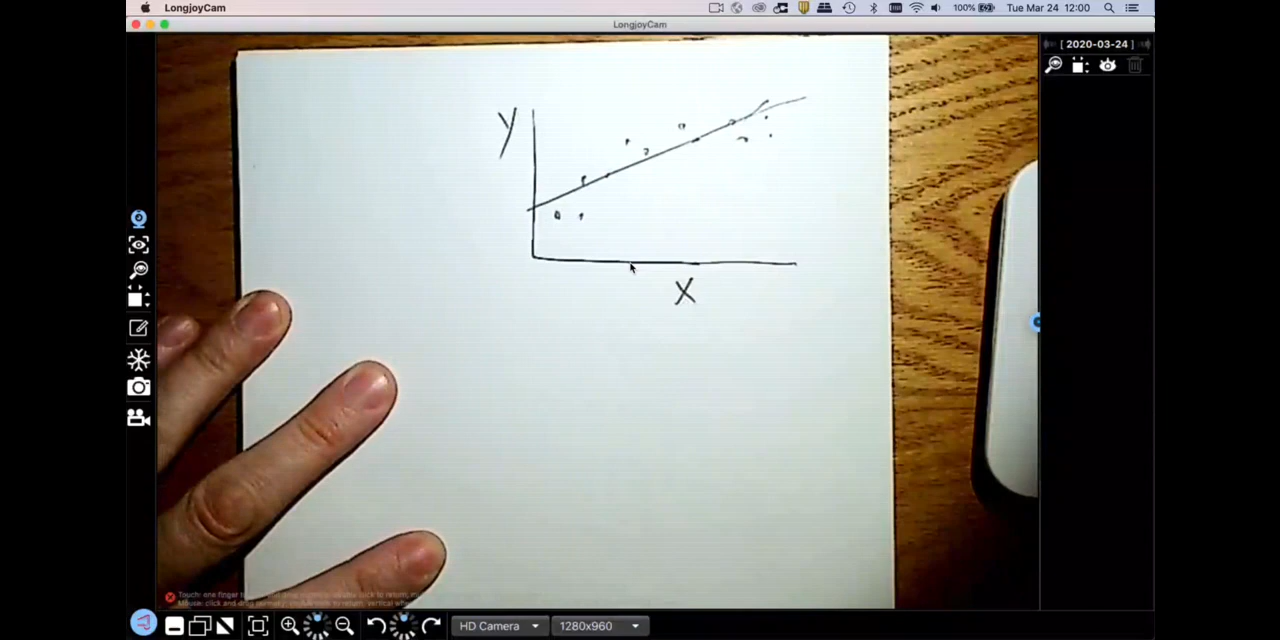 LongjoyCam
100%
Tue Mar 24 12:00
LongjoyCam
[ 2020-03-24 ]
y
x
HD Camera
1280x960